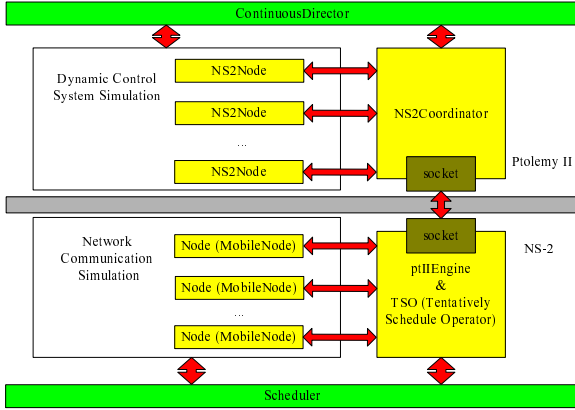 ContinuousDirector
Dynamic Control
System Simulation
NS2Node
NS2Node
...
NS2Node
NS2Coordinator
socket
Ptolemy II
Network
Communication
Simulation
Node (MobileNode)
Node (MobileNode)
...
Node (MobileNode)
socket
ptIIEngine
&
TSO (Tentatively
Schedule Operator)
NS-2
Scheduler